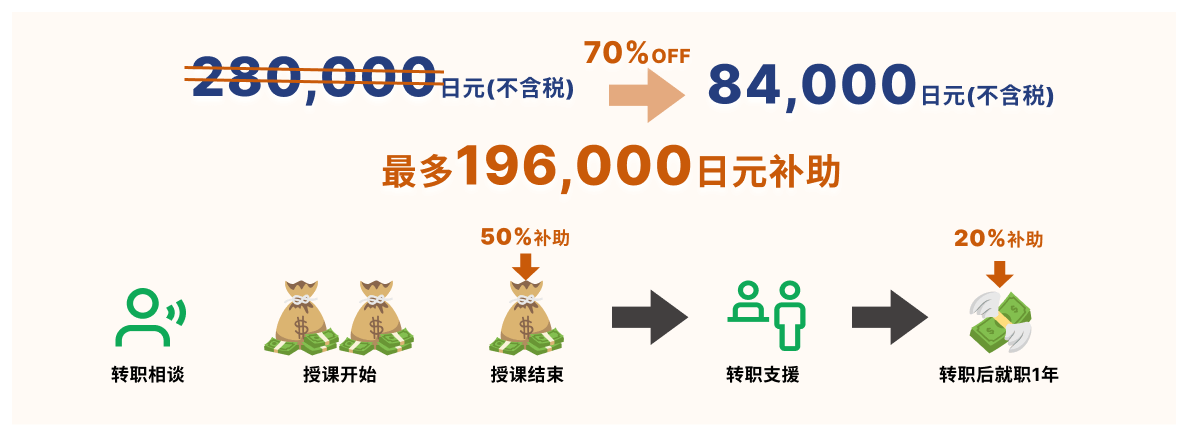 70%OFF
280,000日元(不含税) 84,000日元(不含税)
最多196,000日元补助
50%补助 20%补助
转职相谈 授课开始 授课结束 转职支援 转职后就职1年